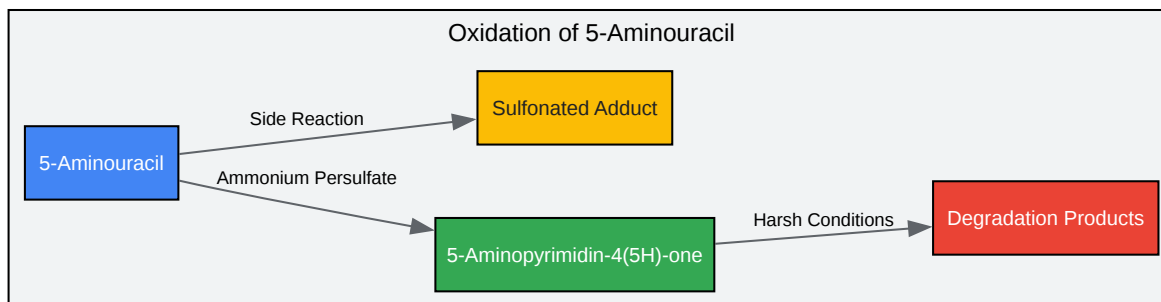 Oxidation of 5-Aminouracil
Sulfonated Adduct
Side Reaction
5-Aminouracil
Ammonium Persulfate
5-Aminopyrimidin-4(5H)-one
Harsh Conditions
Degradation Products